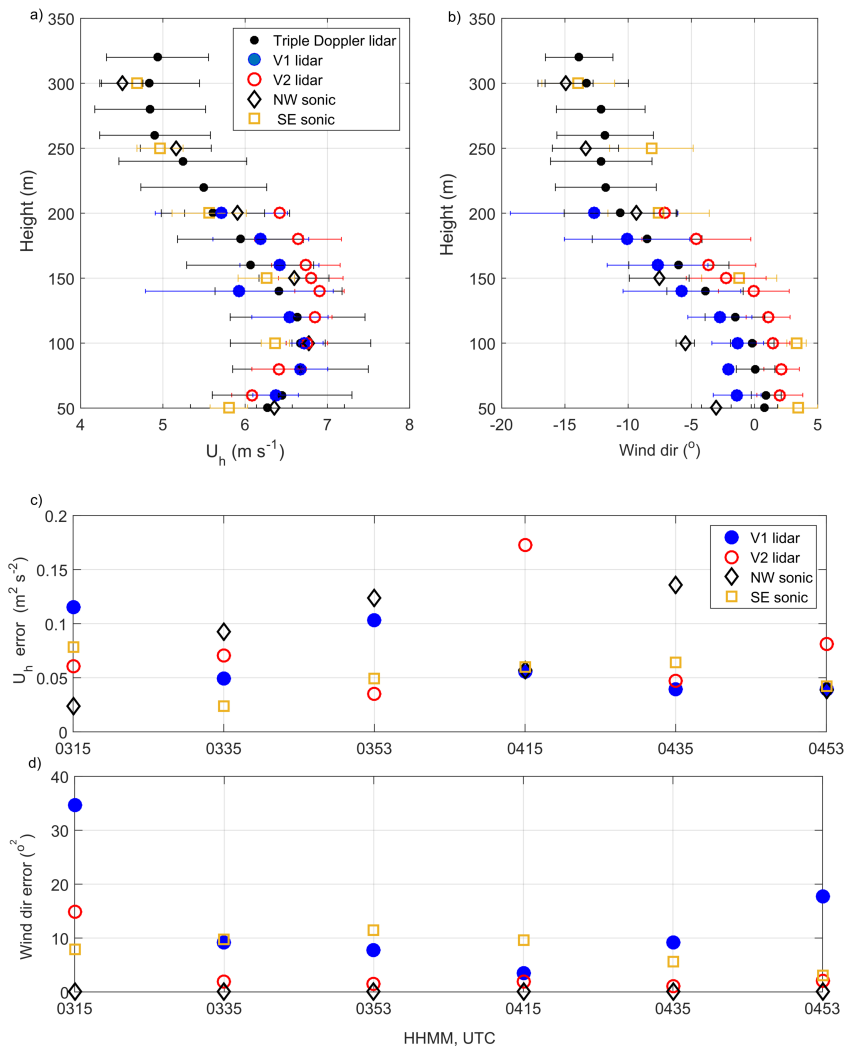 a)
350
300
250
200
150
100
50
Height (m)
4
5
6
7
8
U_h (m s⁻¹)
Triple Doppler lidar
V1 lidar
V2 lidar
NW sonic
SE sonic
b)
350
300
250
200
150
100
50
Height (m)
-20
-15
-10
-5
0
5
Wind dir (°)
c)
0.2
0.15
0.1
0.05
0
U_h error (m² s⁻²)
0315
0335
0353
0415
0435
0453
V1 lidar
V2 lidar
NW sonic
SE sonic
d)
40
30
20
10
0
Wind dir error (o²)
0315
0335
0353
0415
0435
0453
HHMM, UTC